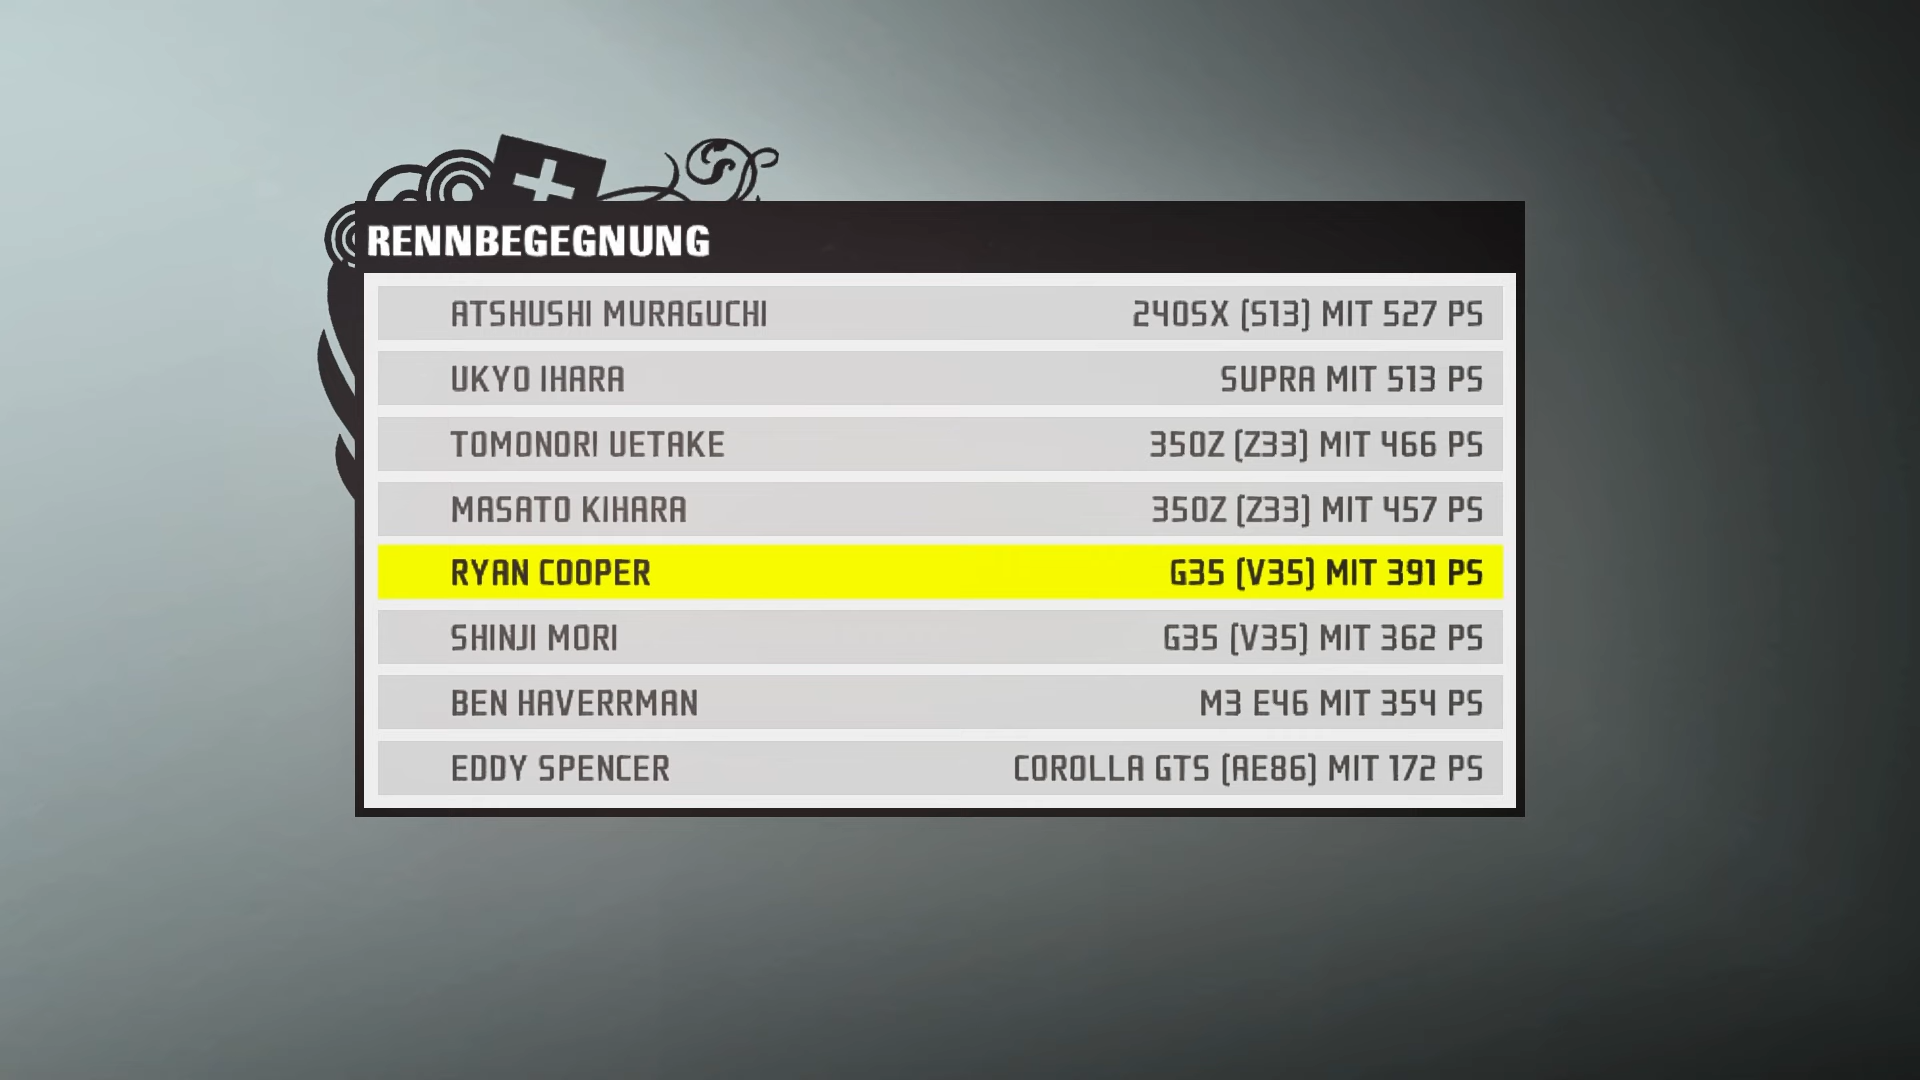 RENNBEGEGNUNG
ATSHUSHI MURAGUCHI 240SX (S13) MIT 527 PS
UKYO IHARA SUPRA MIT 513 PS
TOMONORI UETAKE 350Z (Z33) MIT 466 PS
MASATO KIHARA 350Z (Z33) MIT 457 PS
RYAN COOPER G35 (V35) MIT 391 PS
SHINJI MORI G35 (V35) MIT 362 PS
BEN HAVERRMAN M3 E46 MIT 354 PS
EDDY SPENCER COROLLA GTS (AE86) MIT 172 PS